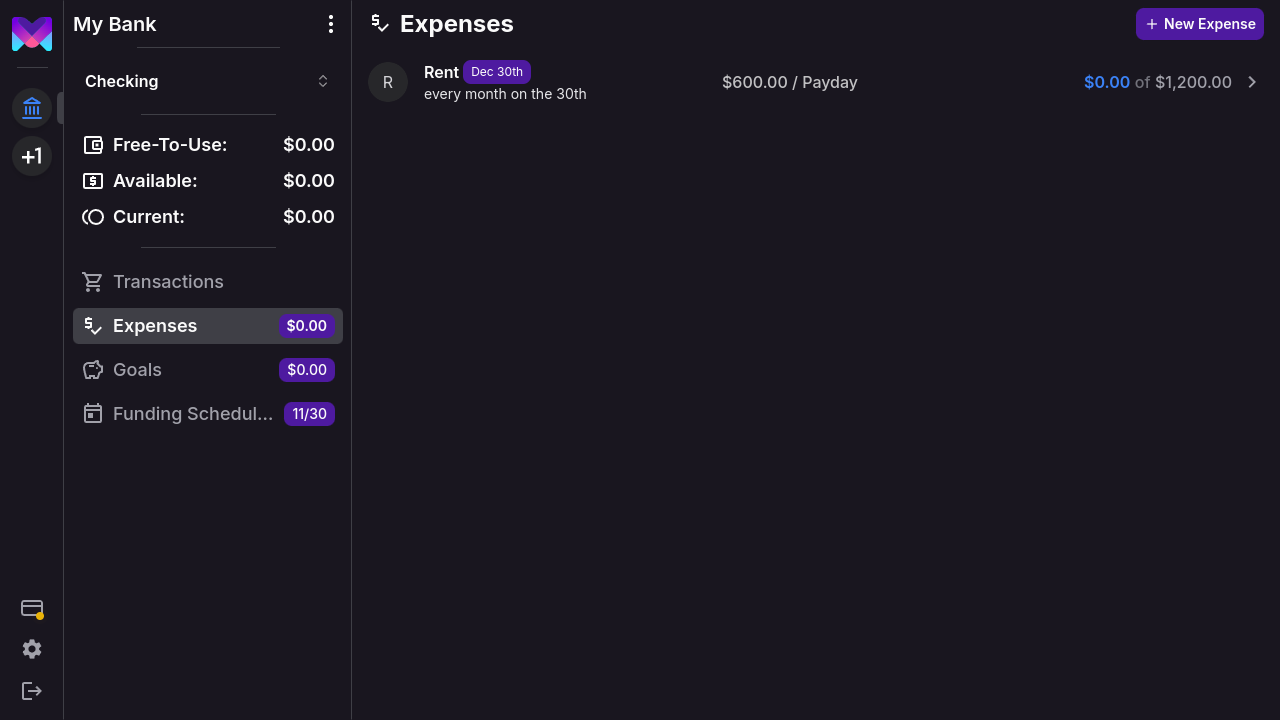 My Bank
+1
Checking
Free-To-Use: $0.00
Available: $0.00
Current: $0.00
Transactions
Expenses $0.00
Goals $0.00
Funding Schedul... 11/30
Expenses
+ New Expense
R
Rent Dec 30th
every month on the 30th
$600.00 / Payday
$0.00 of $1,200.00